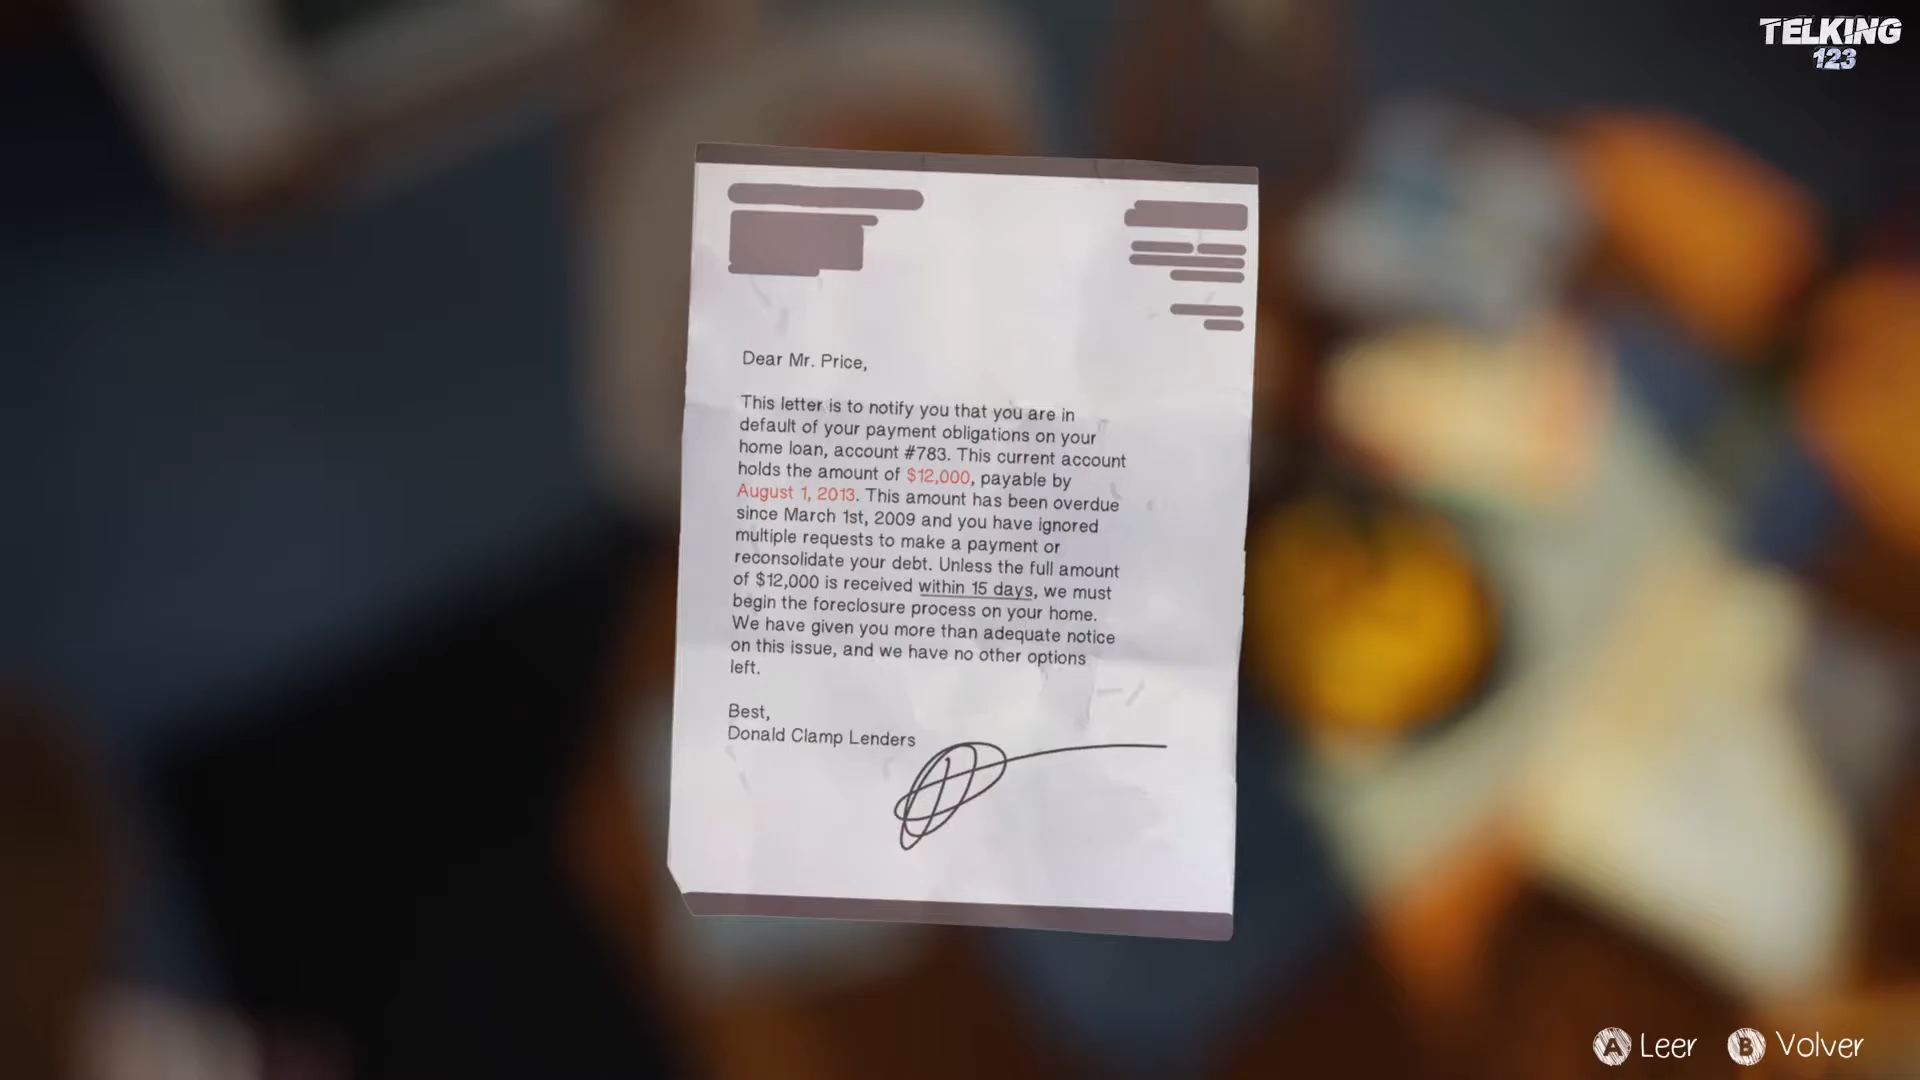 TELKING
123
Dear Mr. Price,
This letter is to notify you that you are in
default of your payment obligations on your
home loan, account #783. This current account
holds the amount of $12,000, payable by
August 1, 2013. This amount has been overdue
since March 1st, 2009 and you have ignored
multiple requests to make a payment or
reconsolidate your debt. Unless the full amount
of $12,000 is received within 15 days, we must
begin the foreclosure process on your home.
We have given you more than adequate notice
on this issue, and we have no other options
left.
Best,
Donald Clamp Lenders
A Leer B Volver